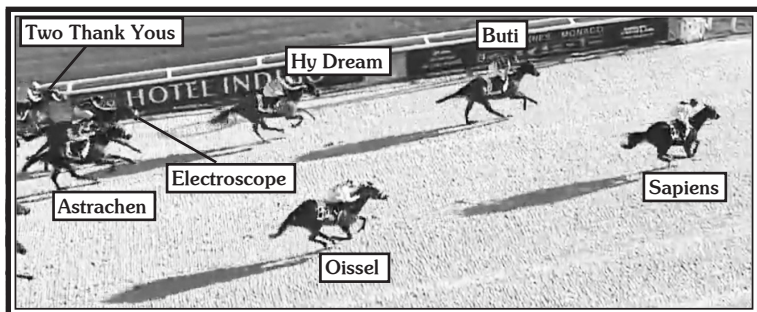 Two Thank Yous
Hy Dream
Buti
HOTEL INDIGO
MONACO
Electroscope
Astrachen
Sapiens
Oissel